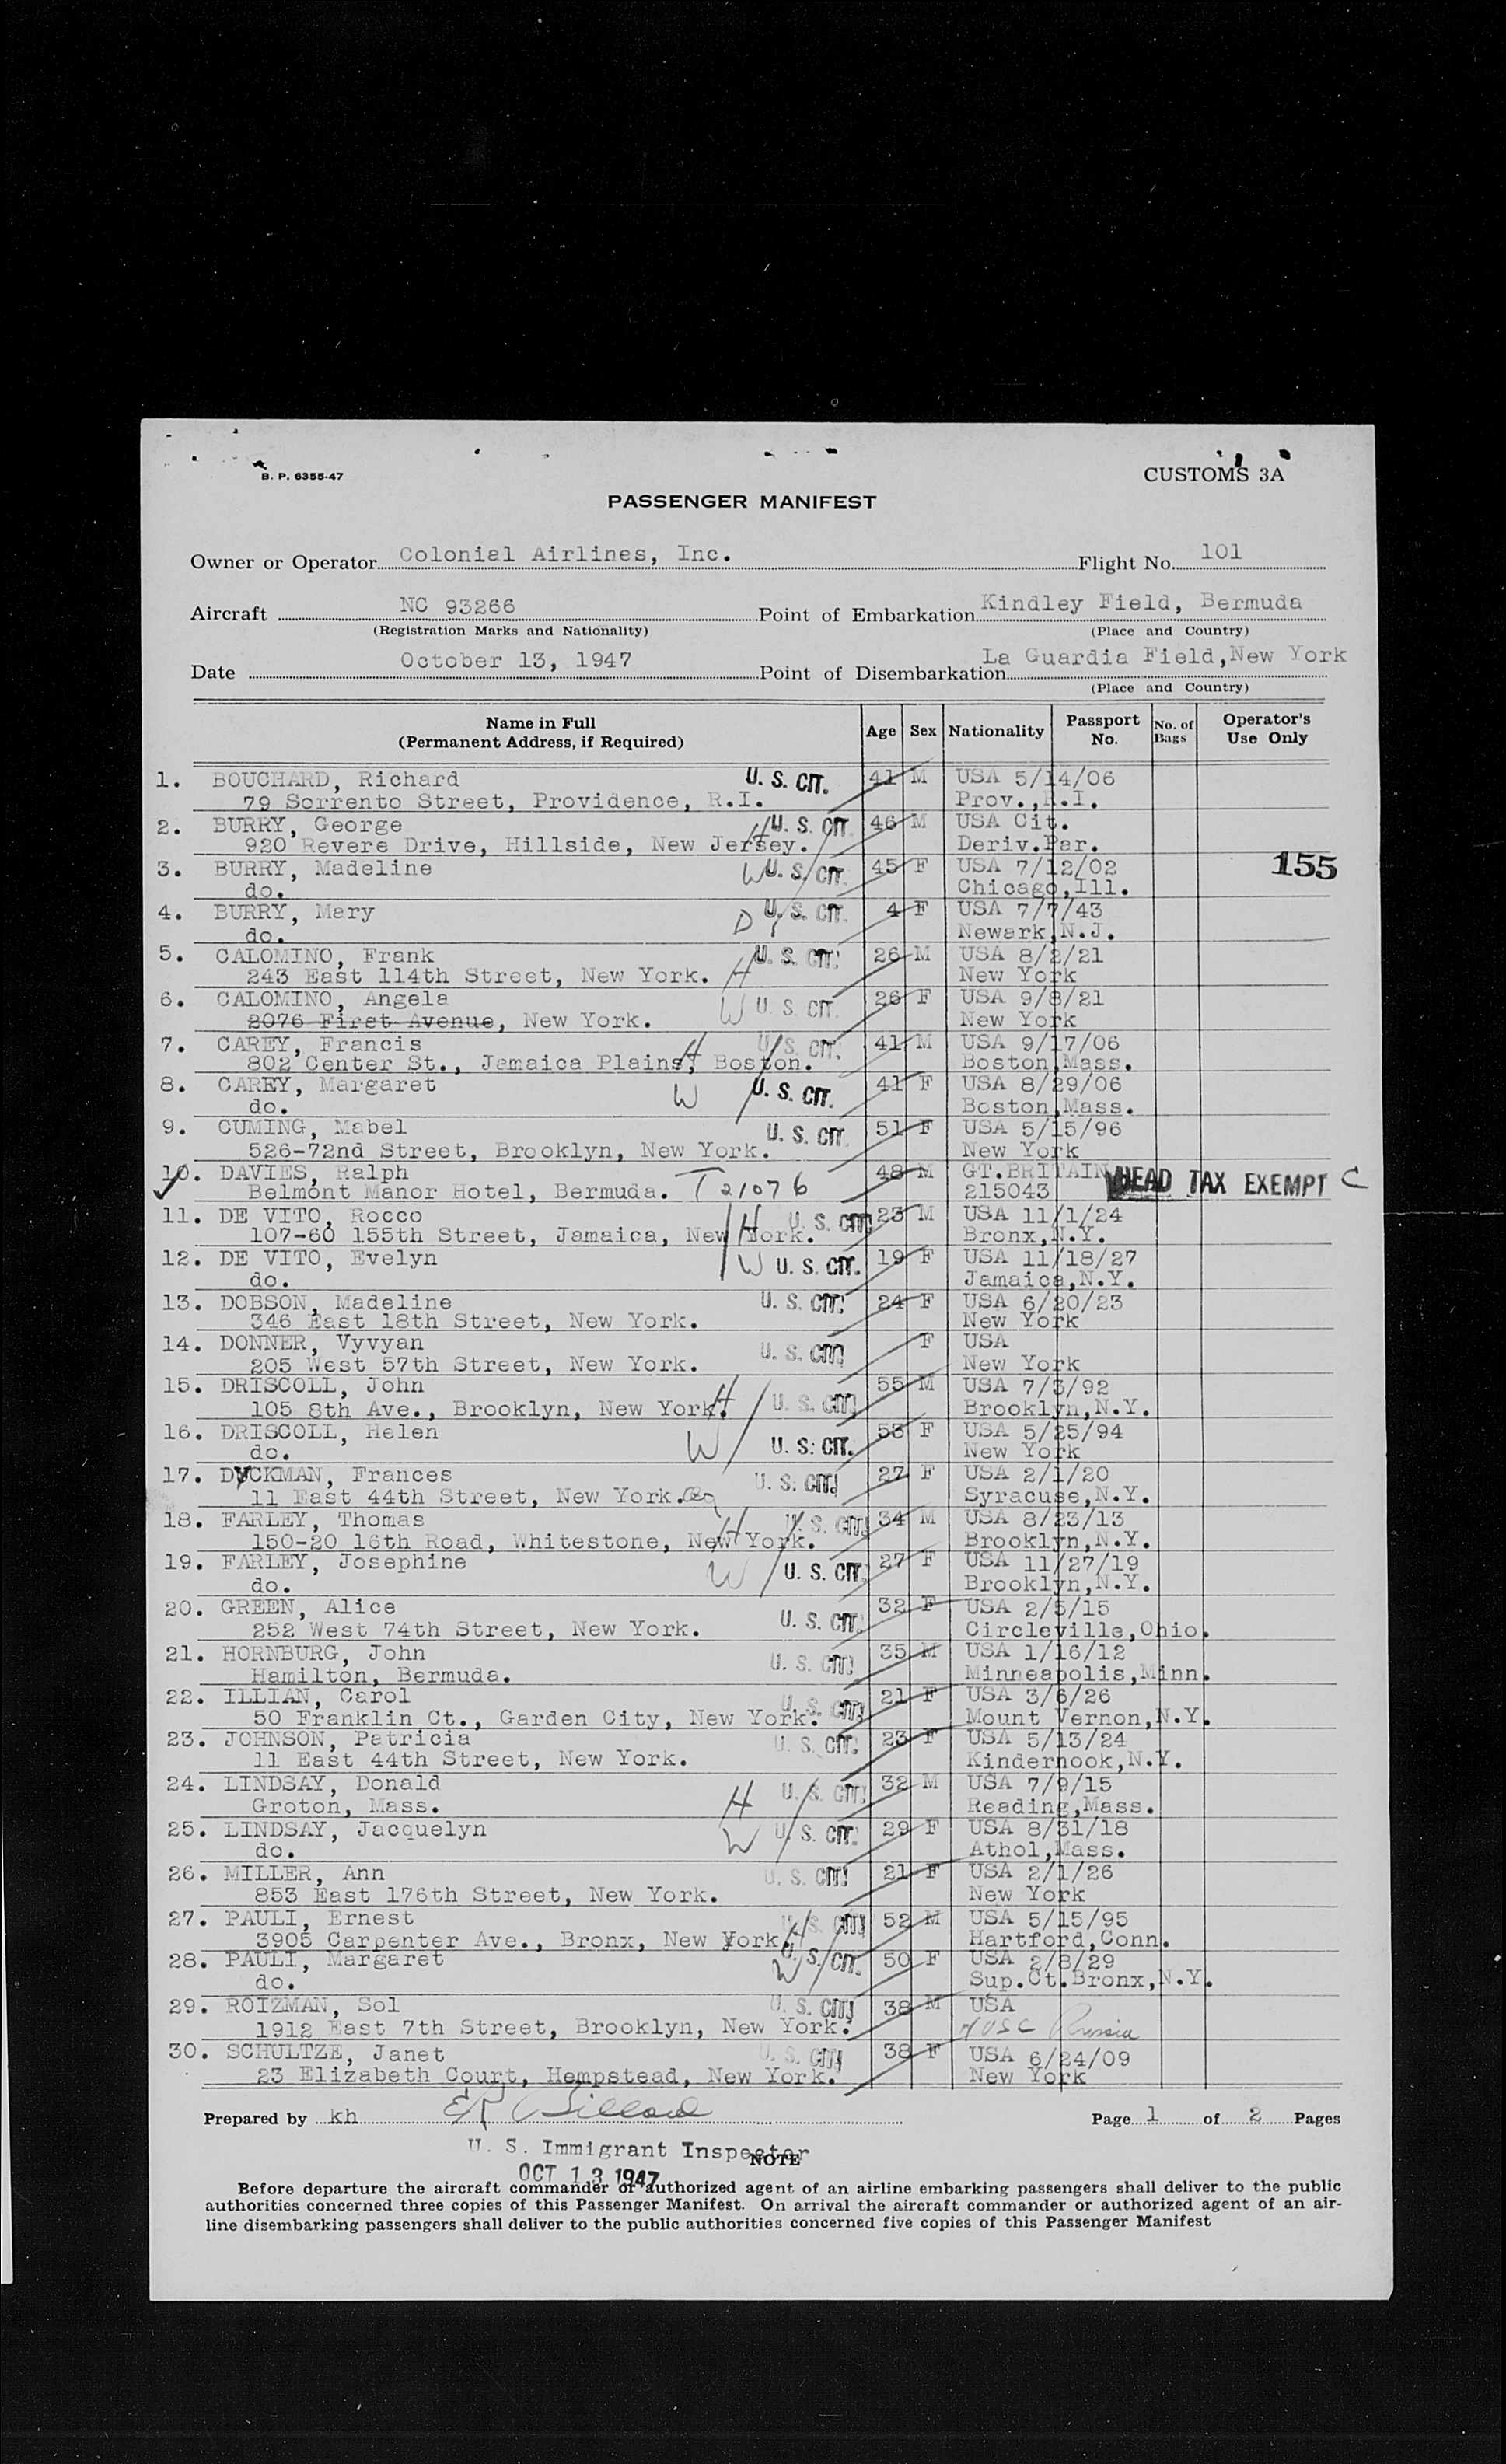 B. P. 6355-47
CUSTOMS 3A
PASSENGER MANIFEST
Owner or Operator Colonial Airlines, Inc. Flight No. 101
Aircraft NC 93266 Point of Embarkation Kindley Field, Bermuda
(Registration Marks and Nationality) (Place and Country)
Date October 13, 1947 Point of Disembarkation La Guardia Field, New York
(Place and Country)
Name in Full Age Sex Nationality Passport No. No. of Bags Operator's Use Only
(Permanent Address, if Required)
1. BOUCHARD, Richard U. S. CIT. 41 M USA 5/14/06
79 Sorrento Street, Providence, R.I. Prov., R.I.
2. BURRY, George H U. S. CIT. 46 M USA Cit.
920 Revere Drive, Hillside, New Jersey. Deriv.Par.
3. BURRY, Madeline W U. S. CIT. 45 F USA 7/12/02 155
do. Chicago,Ill.
4. BURRY, Mary D U. S. CIT. 4 F USA 7/7/43
do. Newark,N.J.
5. CALOMINO, Frank H U. S. CIT. 26 M USA 8/2/21
243 East 114th Street, New York. New York
6. CALOMINO, Angela W U. S. CIT. 26 F USA 9/8/21
2076 First Avenue, New York. New York
7. CAREY, Francis H U. S. CIT. 41 M USA 9/17/06
802 Center St., Jamaica Plains, Boston. Boston,Mass.
8. CAREY, Margaret W U. S. CIT. 41 F USA 8/29/06
do. Boston,Mass.
9. CUMING, Mabel U. S. CIT. 51 F USA 5/15/96
526-72nd Street, Brooklyn, New York. New York
10. DAVIES, Ralph 48 M GT.BRITAIN HEAD TAX EXEMPT C
Belmont Manor Hotel, Bermuda. T 21076 215043
11. DE VITO, Rocco H U. S. CIT. 23 M USA 11/1/24
107-60 155th Street, Jamaica, New York. Bronx,N.Y.
12. DE VITO, Evelyn W U. S. CIT. 19 F USA 11/18/27
do. Jamaica,N.Y.
13. DOBSON, Madeline U. S. CIT. 24 F USA 6/20/23
346 East 18th Street, New York. New York
14. DONNER, Vyvyan U. S. CIT. F USA
205 West 57th Street, New York. New York
15. DRISCOLL, John H U. S. CIT. 55 M USA 7/3/92
105 8th Ave., Brooklyn, New York. Brooklyn,N.Y.
16. DRISCOLL, Helen W U. S. CIT. 53 F USA 5/25/94
do. New York
17. DYCKMAN, Frances U. S. CIT. 27 F USA 2/1/20
11 East 44th Street, New York. Syracuse,N.Y.
18. FARLEY, Thomas H U. S. CIT. 34 M USA 8/23/13
150-20 16th Road, Whitestone, New York. Brooklyn,N.Y.
19. FARLEY, Josephine W U. S. CIT. 27 F USA 11/27/19
do. Brooklyn,N.Y.
20. GREEN, Alice U. S. CIT. 32 F USA 2/5/15
252 West 74th Street, New York. Circleville,Ohio.
21. HORNBURG, John U. S. CIT. 35 M USA 1/16/12
Hamilton, Bermuda. Minneapolis,Minn.
22. ILLIAN, Carol U. S. CIT. 21 F USA 3/6/26
50 Franklin Ct., Garden City, New York. Mount Vernon,N.Y.
23. JOHNSON, Patricia U. S. CIT. 23 F USA 5/13/24
11 East 44th Street, New York. Kindernook,N.Y.
24. LINDSAY, Donald H U. S. CIT. 32 M USA 7/9/15
Groton, Mass. Reading,Mass.
25. LINDSAY, Jacquelyn W U. S. CIT. 29 F USA 8/31/18
do. Athol,Mass.
26. MILLER, Ann U. S. CIT. 21 F USA 2/1/26
853 East 176th Street, New York. New York
27. PAULI, Ernest H U. S. CIT. 52 M USA 5/15/95
3905 Carpenter Ave., Bronx, New York. Hartford,Conn.
28. PAULI, Margaret W U. S. CIT. 50 F USA 2/8/29
do. Sup.Ct.Bronx,N.Y.
29. ROIZMAN, Sol U. S. CIT. 38 M USA
1912 East 7th Street, Brooklyn, New York. Russia
30. SCHULTZE, Janet U. S. CIT. 38 F USA 6/24/09
23 Elizabeth Court, Hempstead, New York. New York
Prepared by kh Page 1 of 2 Pages
U. S. Immigrant Inspector
NOTE
OCT 13 1947
Before departure the aircraft commander or authorized agent of an airline embarking passengers shall deliver to the public
authorities concerned three copies of this Passenger Manifest. On arrival the aircraft commander or authorized agent of an air-
line disembarking passengers shall deliver to the public authorities concerned five copies of this Passenger Manifest